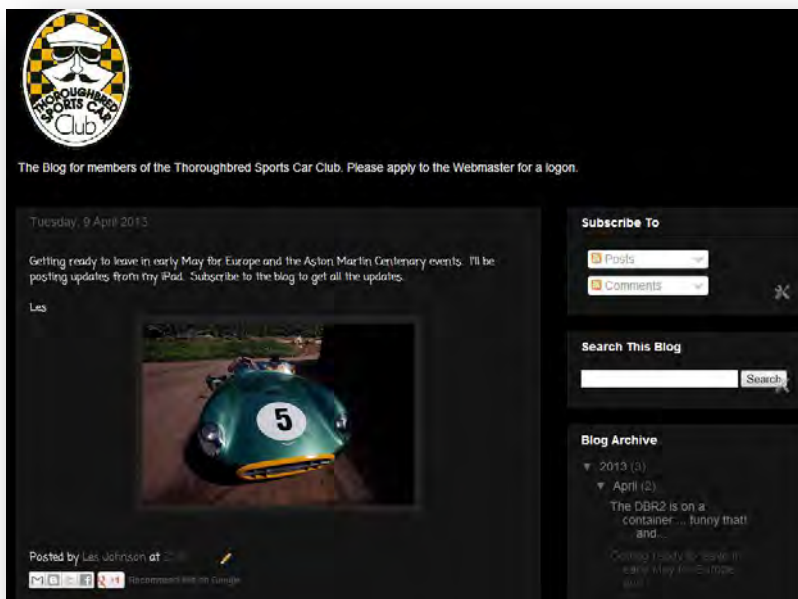 THOROUGHBRED
SPORTS CAR
Club
The Blog for members of the Thoroughbred Sports Car Club. Please apply to the Webmaster for a logon.
Tuesday, 9 April 2013
Getting ready to leave in early May for Europe and the Aston Martin Centenary events. I'll be
posting updates from my iPad. Subscribe to the blog to get all the updates.
Les
5
Posted by Les Johnson at
Recommend this on Google
Subscribe To
Posts
Comments
Search This Blog
Search
Blog Archive
▼ 2013 (3)
▼ April (2)
The DBR2 is on a
container... funny that!
and...
Getting ready to leave in
early May for Europe